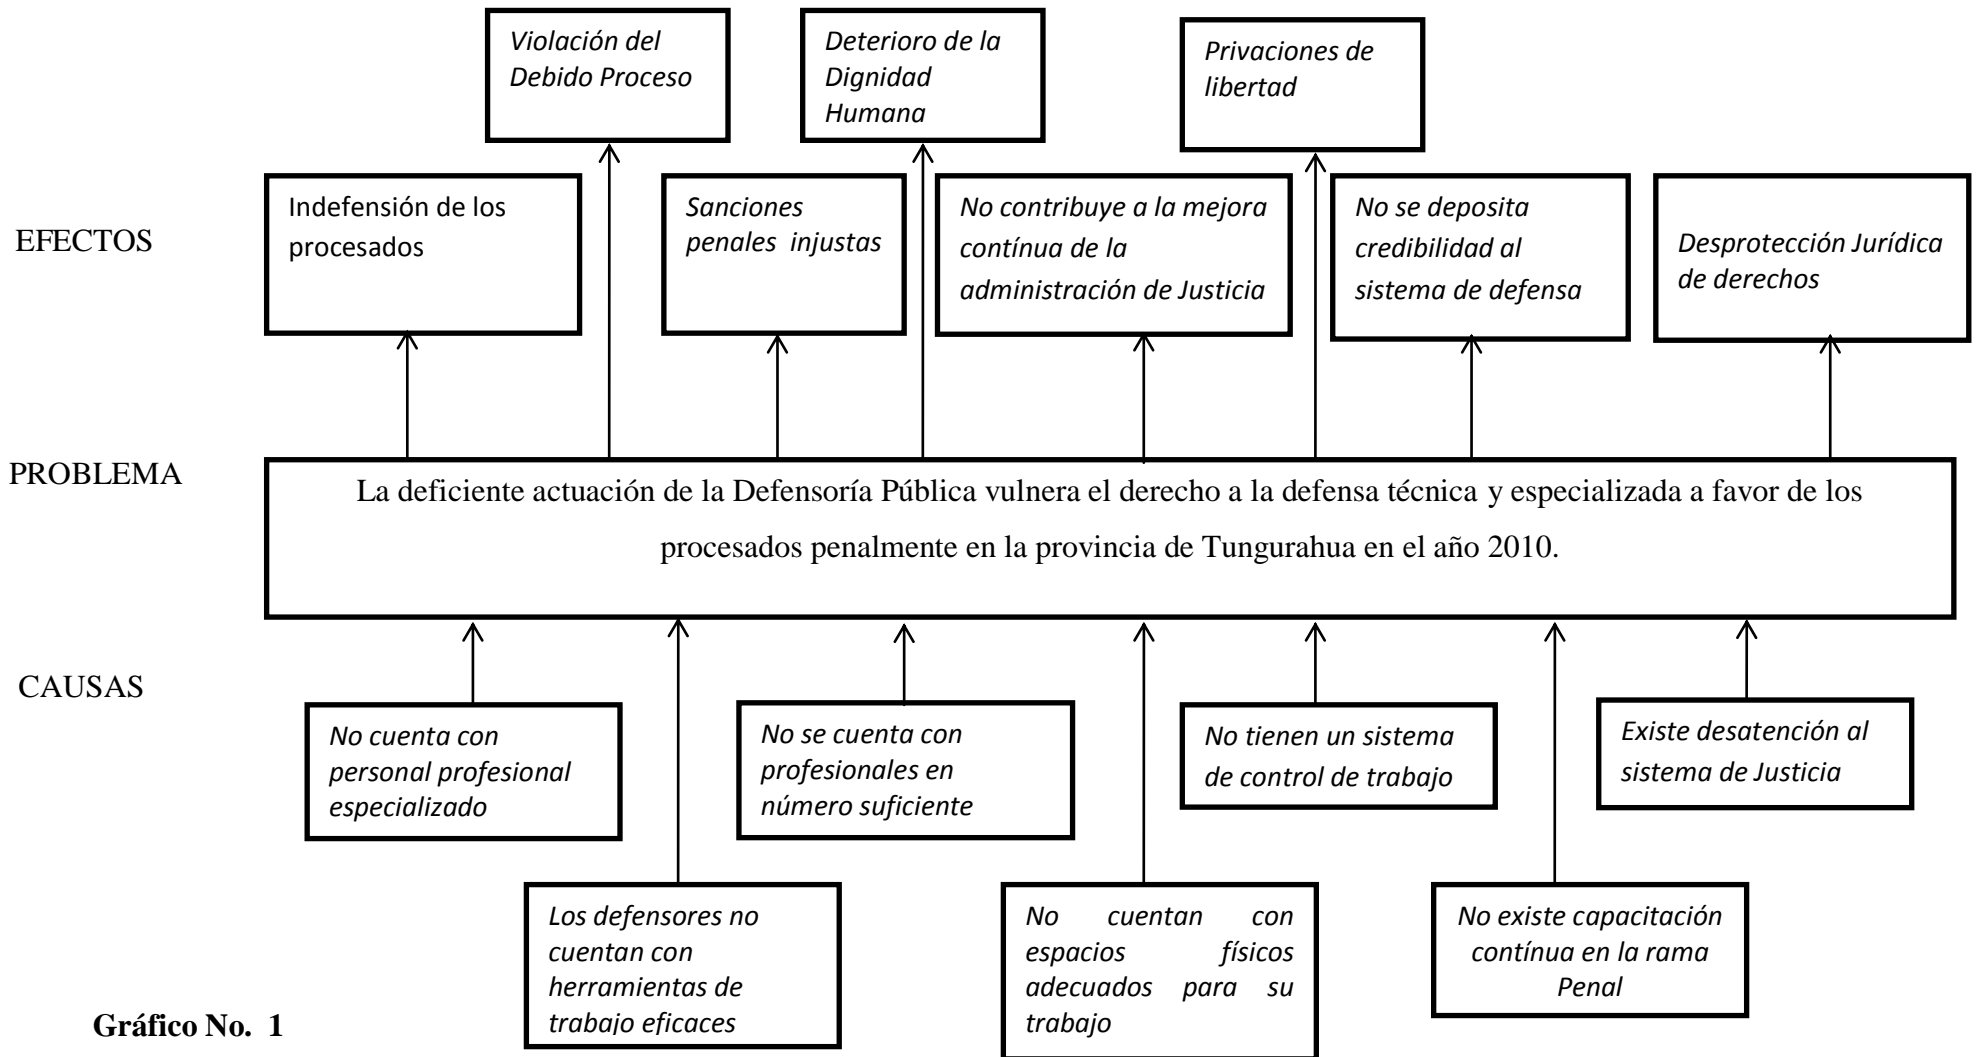 Violación del
Debido Proceso
Deterioro de la
Dignidad
Humana
Privaciones de
libertad
EFECTOS
Indefensión de los
procesados
Sanciones
penales injustas
No contribuye a la mejora
contínua de la
administración de Justicia
No se deposita
credibilidad al
sistema de defensa
Desprotección Jurídica
de derechos
PROBLEMA
La deficiente actuación de la Defensoría Pública vulnera el derecho a la defensa técnica y especializada a favor de los
procesados penalmente en la provincia de Tungurahua en el año 2010.
CAUSAS
No cuenta con
personal profesional
especializado
No se cuenta con
profesionales en
número suficiente
No tienen un sistema
de control de trabajo
Existe desatención al
sistema de Justicia
Los defensores no
cuentan con
herramientas de
trabajo eficaces
No cuentan con
espacios físicos
adecuados para su
trabajo
No existe capacitación
contínua en la rama
Penal
Gráfico No. 1